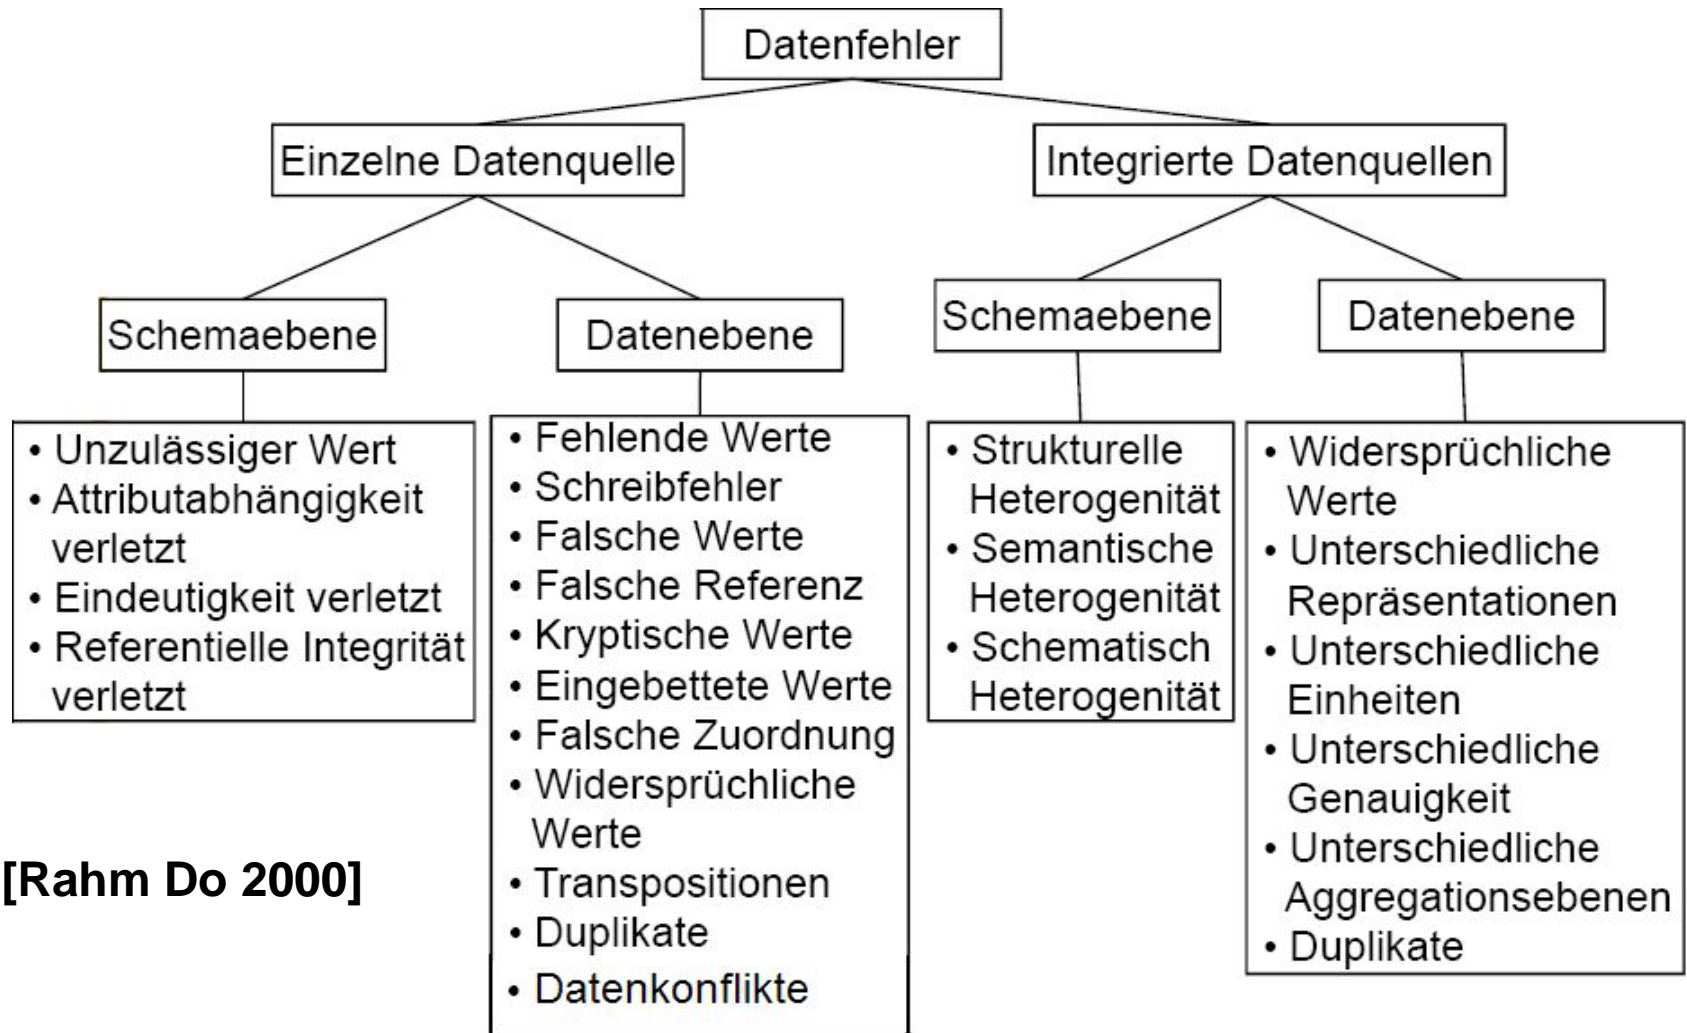 Datenfehler
Einzelne Datenquelle
Integrierte Datenquellen
Schemaebene
Datenebene
Schemaebene
Datenebene
• Unzulässiger Wert
• Attributabhängigkeit
verletzt
• Eindeutigkeit verletzt
• Referentielle Integrität
verletzt
• Fehlende Werte
• Schreibfehler
• Falsche Werte
• Falsche Referenz
• Kryptische Werte
• Eingebettete Werte
• Falsche Zuordnung
• Widersprüchliche
Werte
• Transpositionen
• Duplikate
• Datenkonflikte
• Strukturelle
Heterogenität
• Semantische
Heterogenität
• Schematisch
Heterogenität
• Widersprüchliche
Werte
• Unterschiedliche
Repräsentationen
• Unterschiedliche
Einheiten
• Unterschiedliche
Genauigkeit
• Unterschiedliche
Aggregationsebenen
• Duplikate
[Rahm Do 2000]